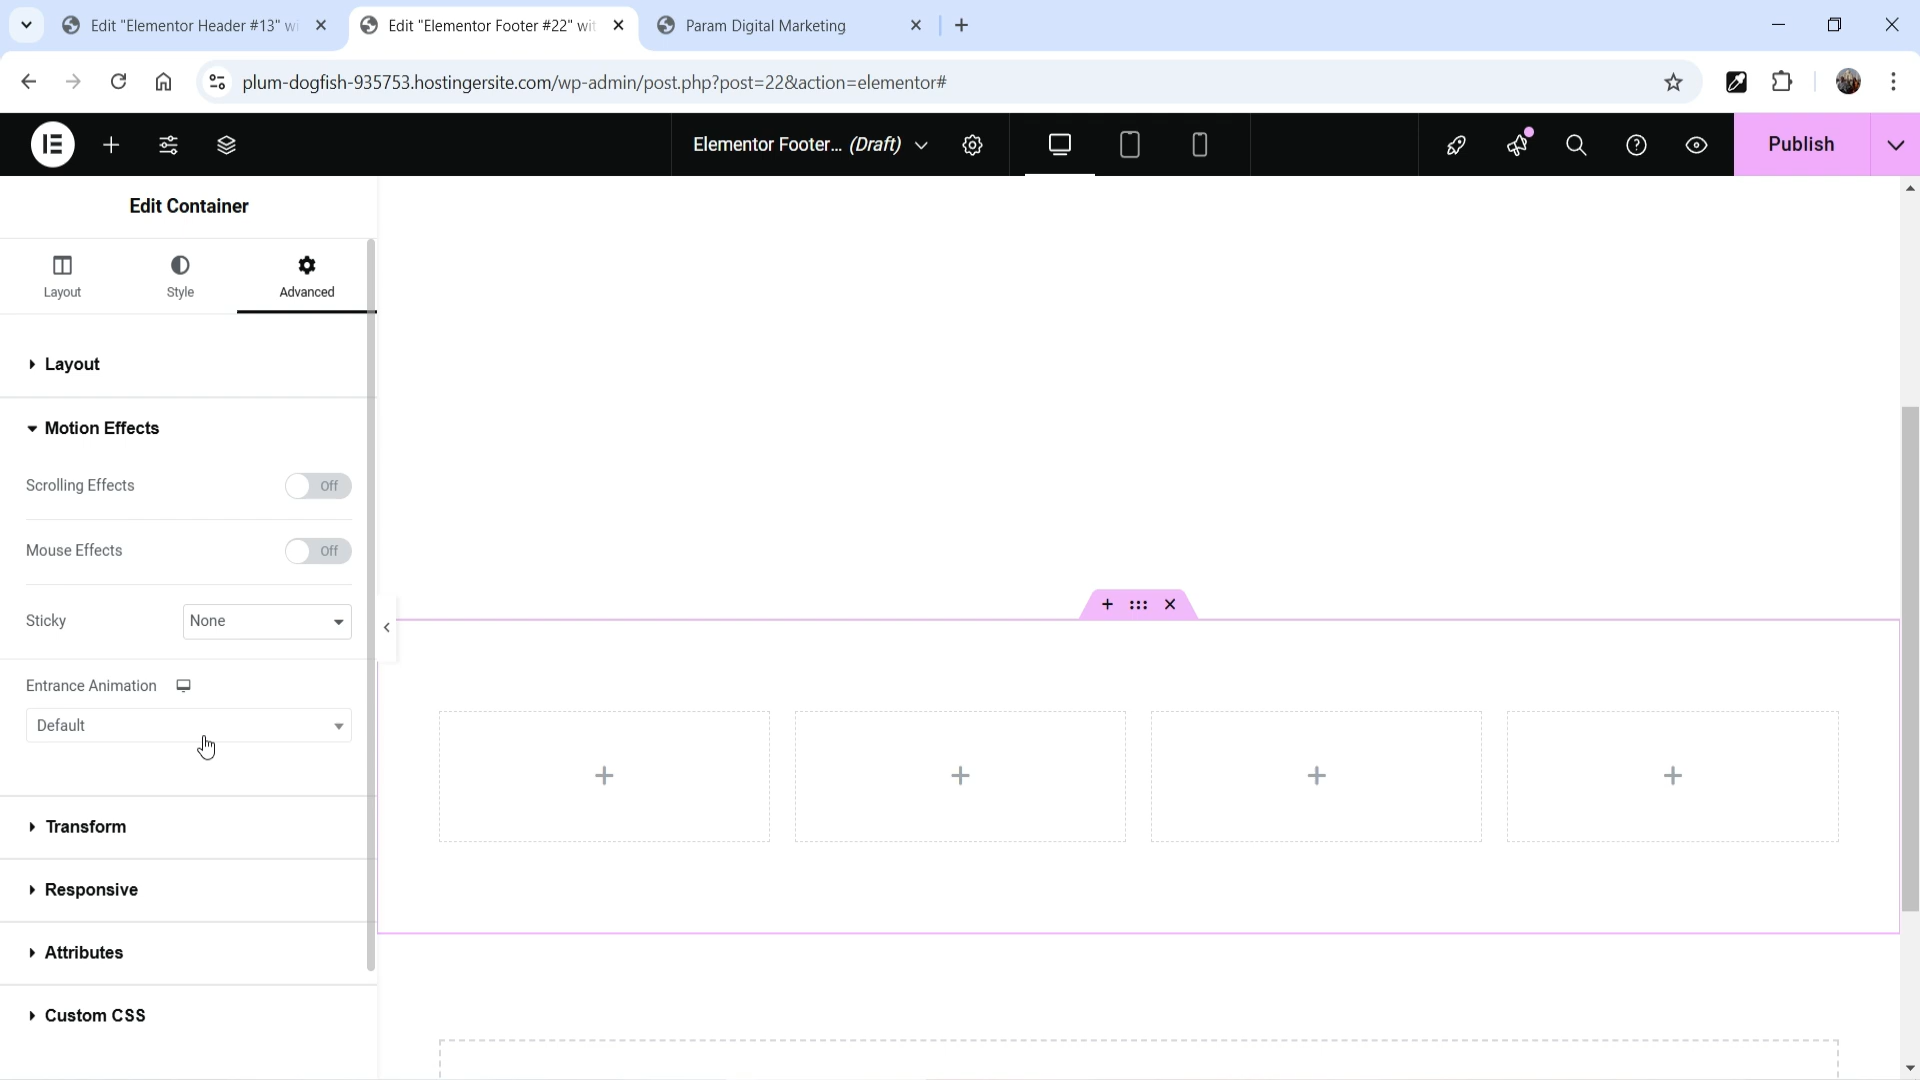 Edit "Elementor Header #13" wi
Edit "Elementor Footer #22" wit
Param Digital Marketing
plum-dogfish-935753.hostingersite.com/wp-admin/post.php?post=22&action=elementor#
Elementor Footer... (Draft)
Publish
Edit Container
Layout
Style
Advanced
Layout
Motion Effects
Scrolling Effects
Off
Mouse Effects
Off
Sticky
None
Entrance Animation
Default
Transform
Responsive
Attributes
Custom CSS